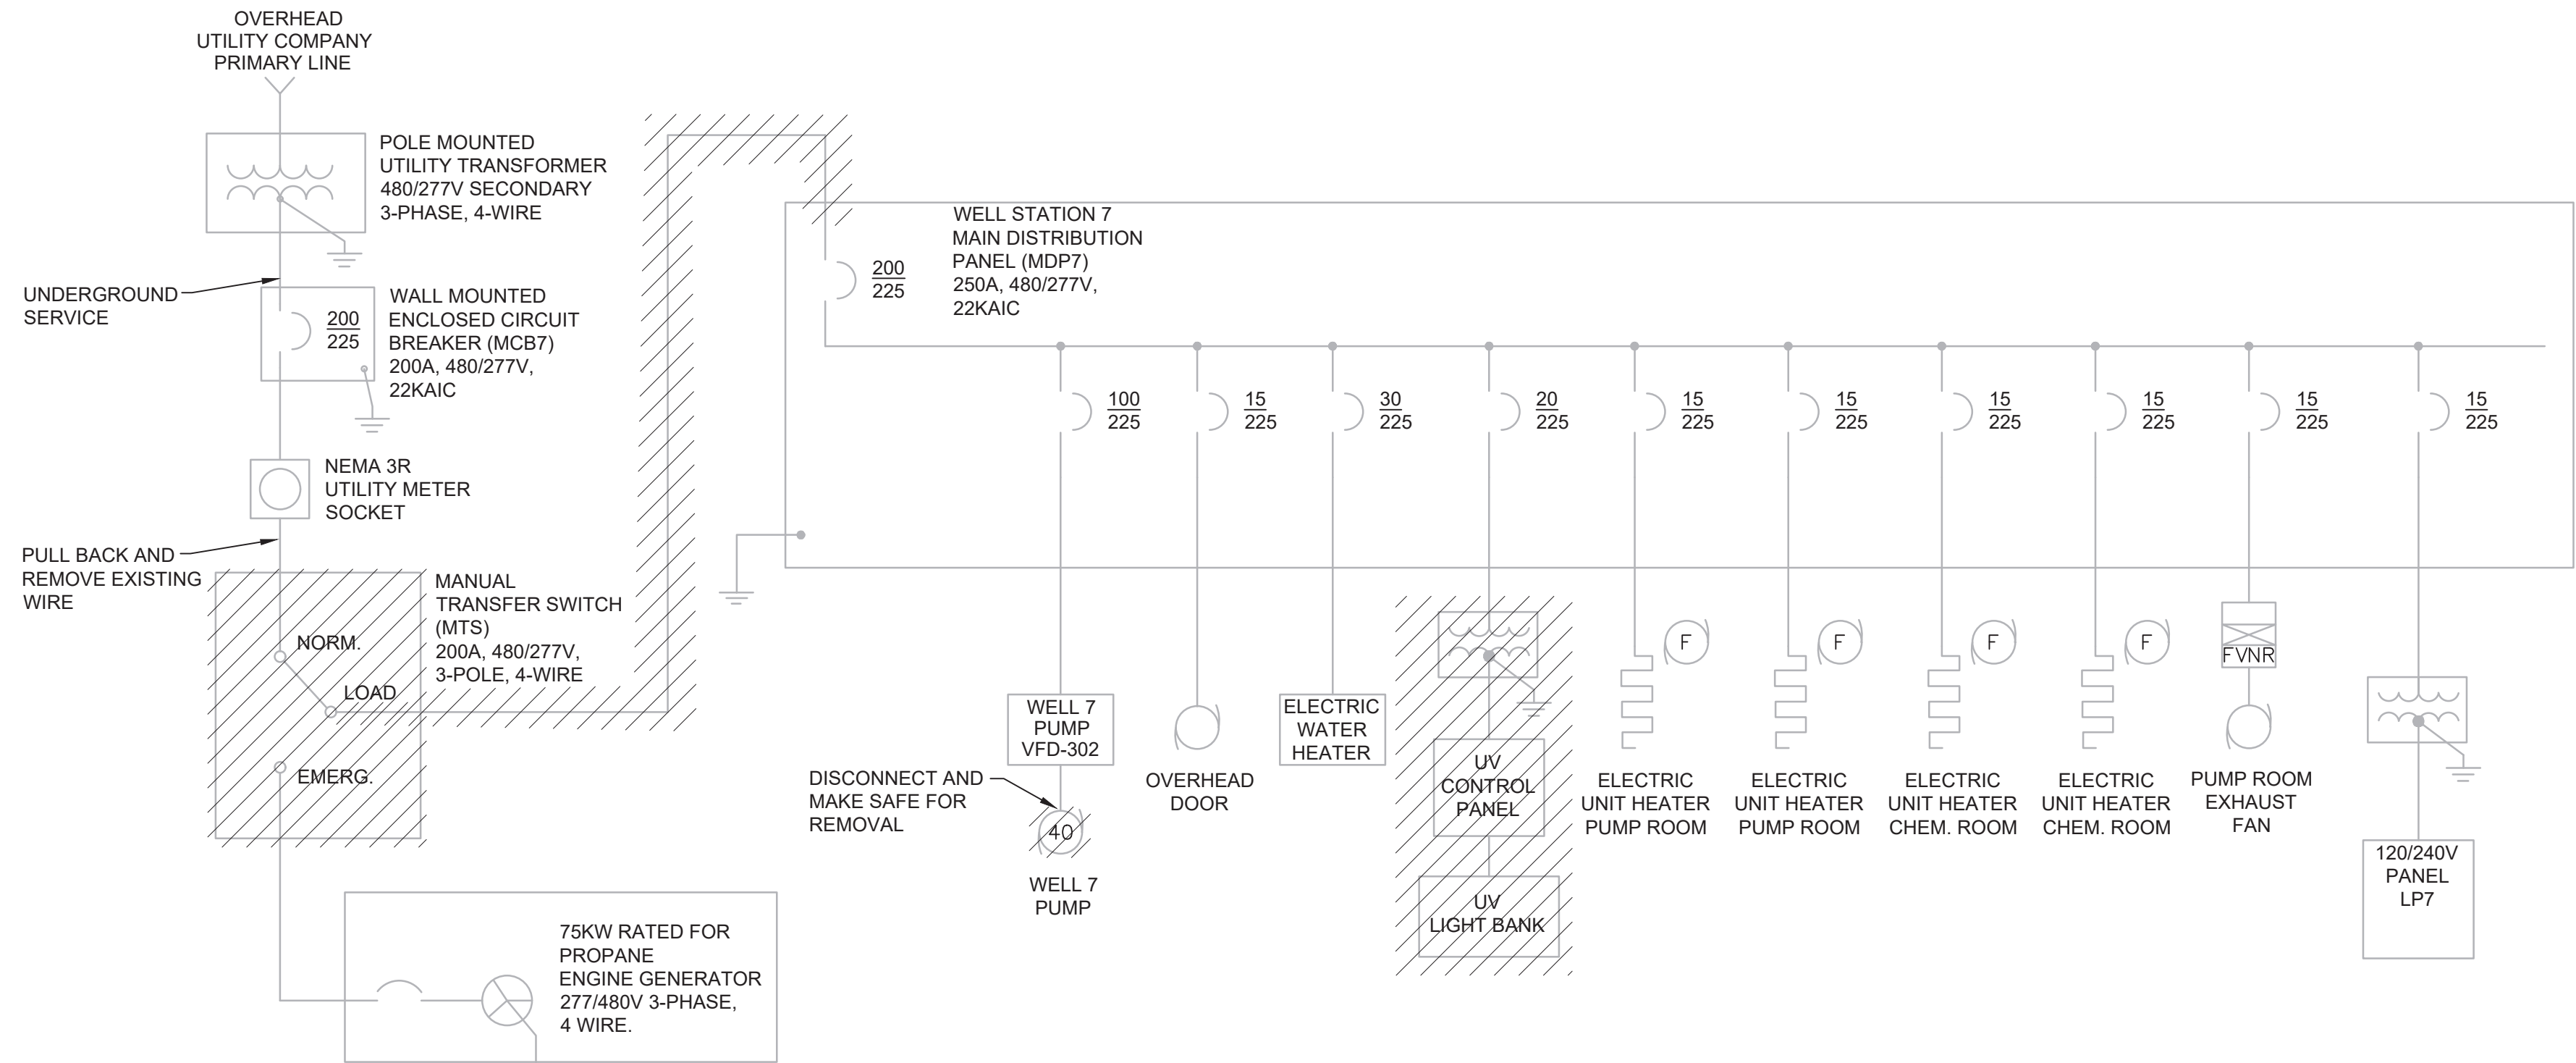 OVERHEAD
UTILITY COMPANY
PRIMARY LINE
POLE MOUNTED
UTILITY TRANSFORMER
480/277V SECONDARY
3-PHASE, 4-WIRE
UNDERGROUND
SERVICE
200
225
WALL MOUNTED
ENCLOSED CIRCUIT
BREAKER (MCB7)
200A, 480/277V,
22KAIC
NEMA 3R
UTILITY METER
SOCKET
PULL BACK AND
REMOVE EXISTING
WIRE
MANUAL
TRANSFER SWITCH
(MTS)
200A, 480/277V,
3-POLE, 4-WIRE
NORM.
LOAD
EMERG.
75KW RATED FOR
PROPANE
ENGINE GENERATOR
277/480V 3-PHASE,
4 WIRE.
200
225
WELL STATION 7
MAIN DISTRIBUTION
PANEL (MDP7)
250A, 480/277V,
22KAIC
100
225
15
225
30
225
20
225
15
225
15
225
15
225
15
225
15
225
15
225
WELL 7
PUMP
VFD-302
DISCONNECT AND
MAKE SAFE FOR
REMOVAL
40
WELL 7
PUMP
OVERHEAD
DOOR
ELECTRIC
WATER
HEATER
UV
CONTROL
PANEL
UV
LIGHT BANK
F
ELECTRIC
UNIT HEATER
PUMP ROOM
F
ELECTRIC
UNIT HEATER
PUMP ROOM
F
ELECTRIC
UNIT HEATER
CHEM. ROOM
F
ELECTRIC
UNIT HEATER
CHEM. ROOM
FVNR
PUMP ROOM
EXHAUST
FAN
120/240V
PANEL
LP7